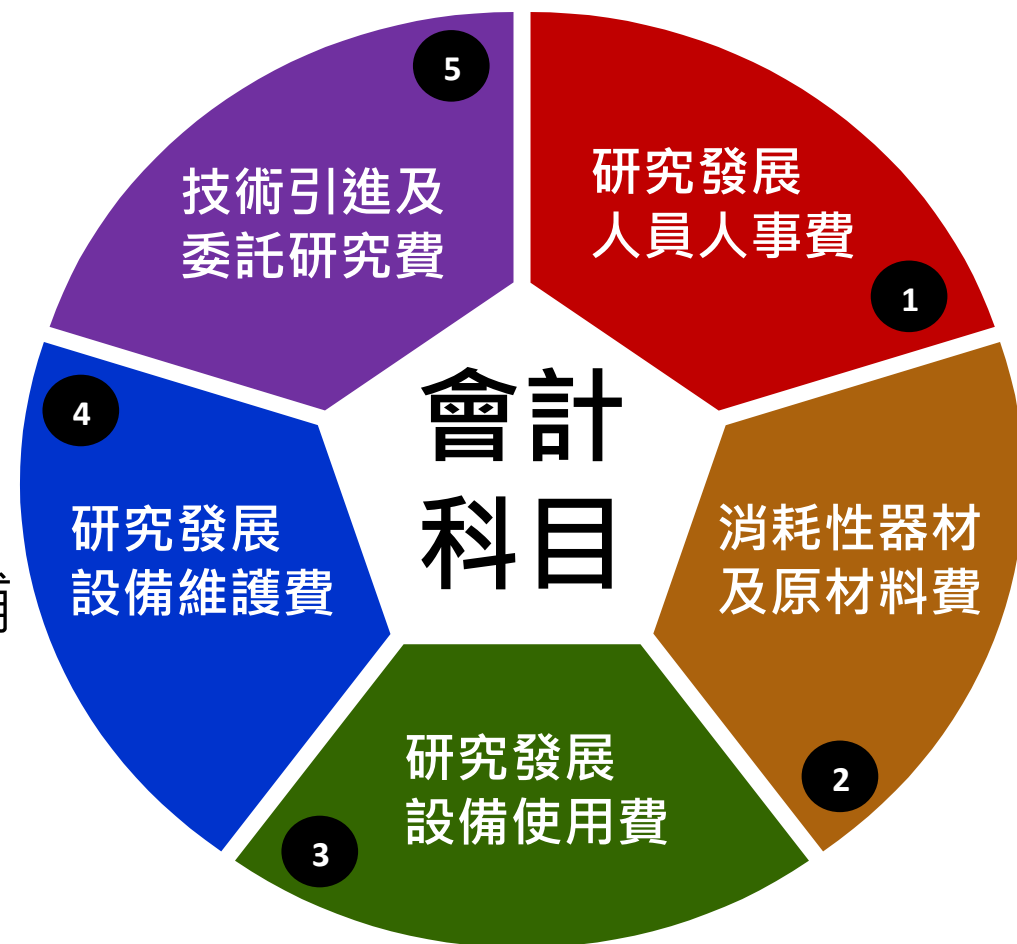 5
技術引進及
委託研究費
研究發展
人員人事費
1
會計
科目
4
研究發展
設備維護費
消耗性器材
及原材料費
2
研究發展
設備使用費
3